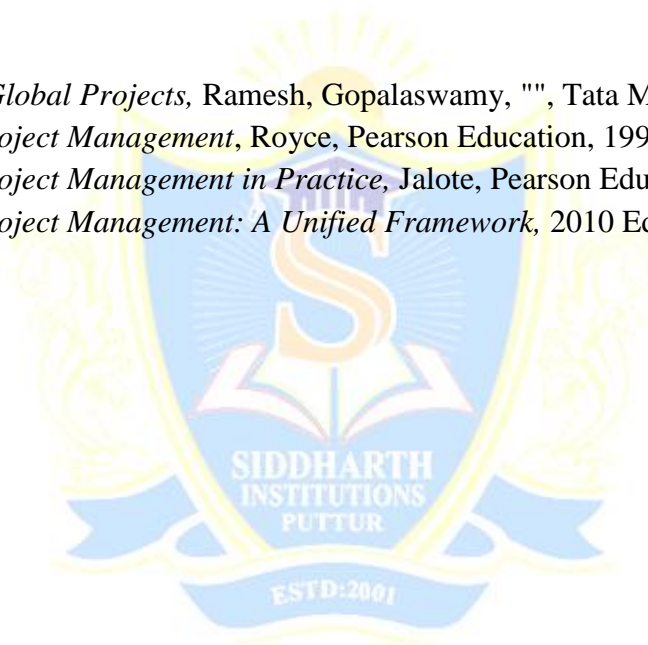 Global Projects, Ramesh, Gopalaswamy, "", Tata M
oject Management, Royce, Pearson Education, 199
oject Management in Practice, Jalote, Pearson Edu
oject Management: A Unified Framework, 2010 Ed
S
SIDDHARTH
INSTITUTIONS
PUTTUR
ESTD:2001